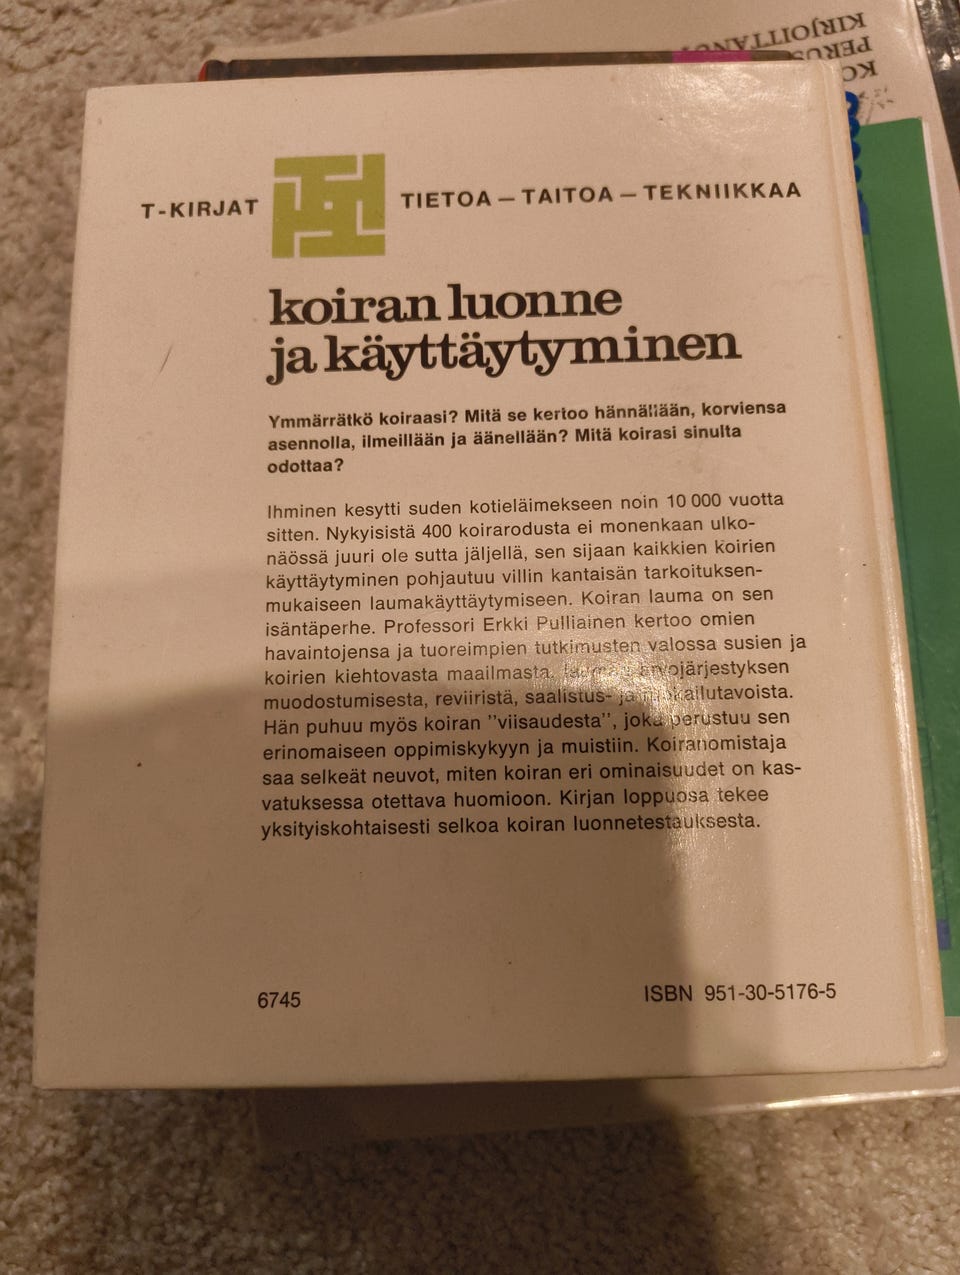 KIRJOITTANUT
PERUS
KO
T-KIRJAT
TIETOA — TAITOA — TEKNIIKKAA
koiran luonne
ja käyttäytyminen
Ymmärrätkö koiraasi? Mitä se kertoo hännällään, korviensa
asennolla, ilmeillään ja äänellään? Mitä koirasi sinulta
odottaa?
Ihminen kesytti suden kotieläimekseen noin 10 000 vuotta
sitten. Nykyisistä 400 koirarodusta ei monenkaan ulko-
näössä juuri ole sutta jäljellä, sen sijaan kaikkien koirien
käyttäytyminen pohjautuu villin kantaisän tarkoituksen-
mukaiseen laumakäyttäytymiseen. Koiran lauma on sen
isäntäperhe. Professori Erkki Pulliainen kertoo omien
havaintojensa ja tuoreimpien tutkimusten valossa susien ja
koirien kiehtovasta maailmasta, arvojärjestyksen
muodostumisesta, reviiristä, saalistus- ja ruokailutavoista.
Hän puhuu myös koiran "viisaudesta", joka perustuu sen
erinomaiseen oppimiskykyyn ja muistiin. Koiranomistaja
saa selkeät neuvot, miten koiran eri ominaisuudet on kas-
vatuksessa otettava huomioon. Kirjan loppuosa tekee
yksityiskohtaisesti selkoa koiran luonnetestauksesta.
6745
ISBN 951-30-5176-5